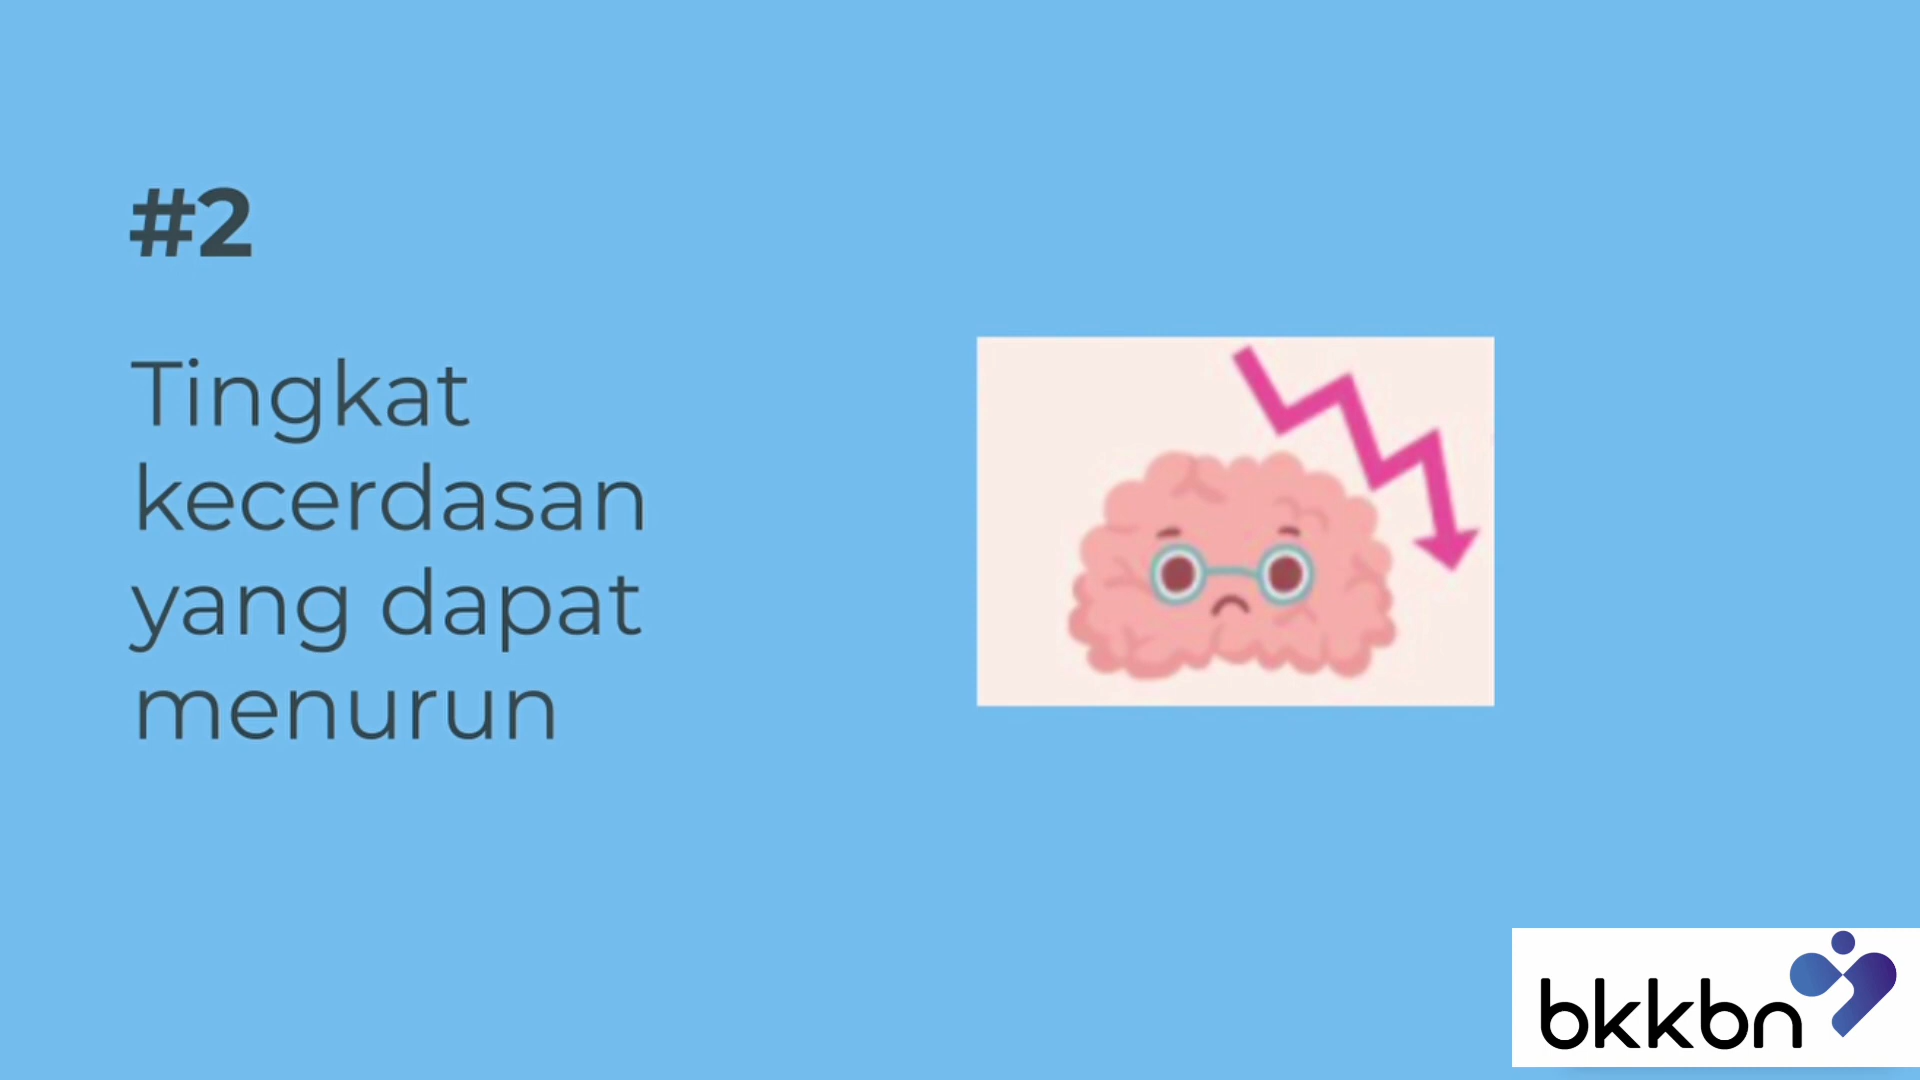 #2
Tingkat
kecerdasan
yang dapat
menurun
bkkbn